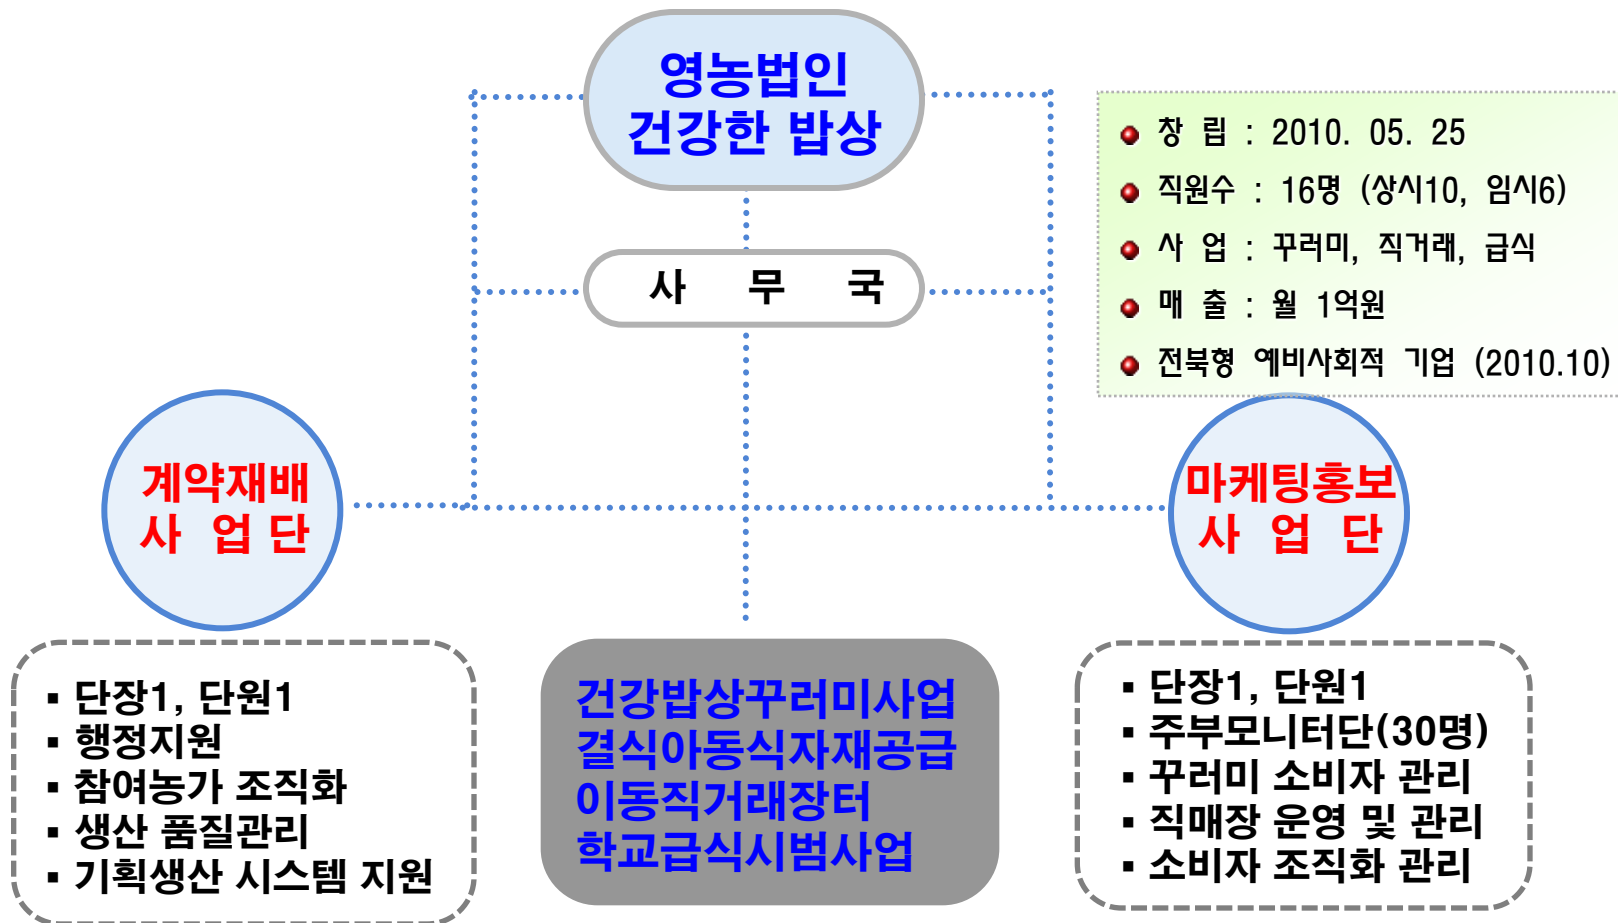 영농법인
건강한 밥상
창 립 : 2010. 05. 25
직원수 : 16명 (상시10, 임시6)
사 업 : 꾸러미, 직거래, 급식
매 출 : 월 1억원
전북형 예비사회적 기업 (2010.10)
사 무 국
계약재배
사 업 단
마케팅홍보
사 업 단
▪ 단장1, 단원1
▪ 행정지원
▪ 참여농가 조직화
▪ 생산 품질관리
▪ 기획생산 시스템 지원
건강밥상꾸러미사업
결식아동식자재공급
이동직거래장터
학교급식시범사업
▪ 단장1, 단원1
▪ 주부모니터단(30명)
▪ 꾸러미 소비자 관리
▪ 직매장 운영 및 관리
▪ 소비자 조직화 관리